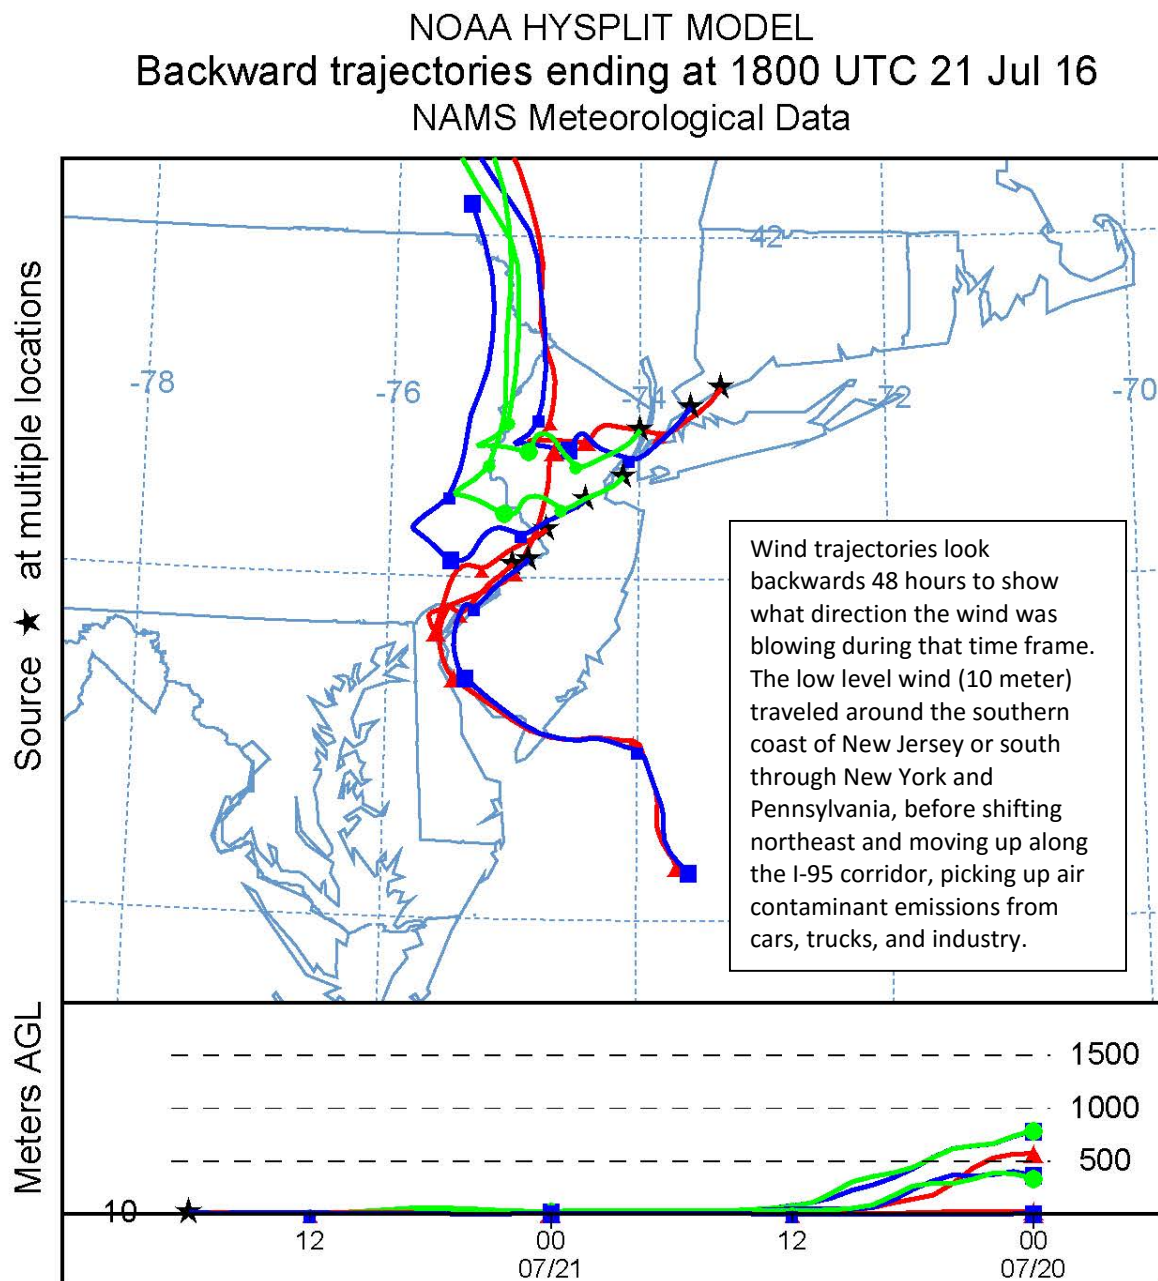 NOAA HYSPLIT MODEL
Backward trajectories ending at 1800 UTC 21 Jul 16
NAMS Meteorological Data
Source ★ at multiple locations
42
-78
-76
-74
-72
-70
Wind trajectories look
backwards 48 hours to show
what direction the wind was
blowing during that time frame.
The low level wind (10 meter)
traveled around the southern
coast of New Jersey or south
through New York and
Pennsylvania, before shifting
northeast and moving up along
the I-95 corridor, picking up air
contaminant emissions from
cars, trucks, and industry.
Meters AGL
1500
1000
500
10
12 00 12 00
07/21 07/20